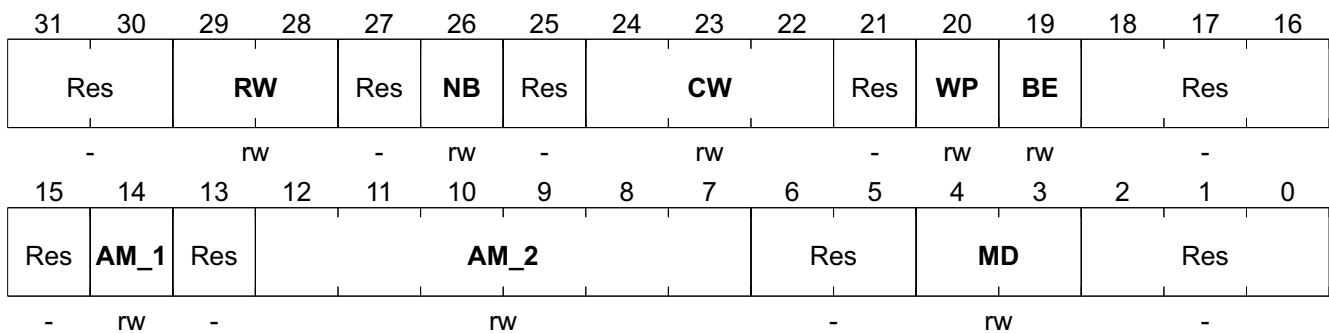 31 30 29 28 27 26 25 24 23 22 21 20 19 18 17 16
Res RW Res NB Res CW Res WP BE Res
- rw - rw - rw - rw rw -
15 14 13 12 11 10 9 8 7 6 5 4 3 2 1 0
Res AM_1 Res AM_2 Res MD Res
- rw - rw - rw -